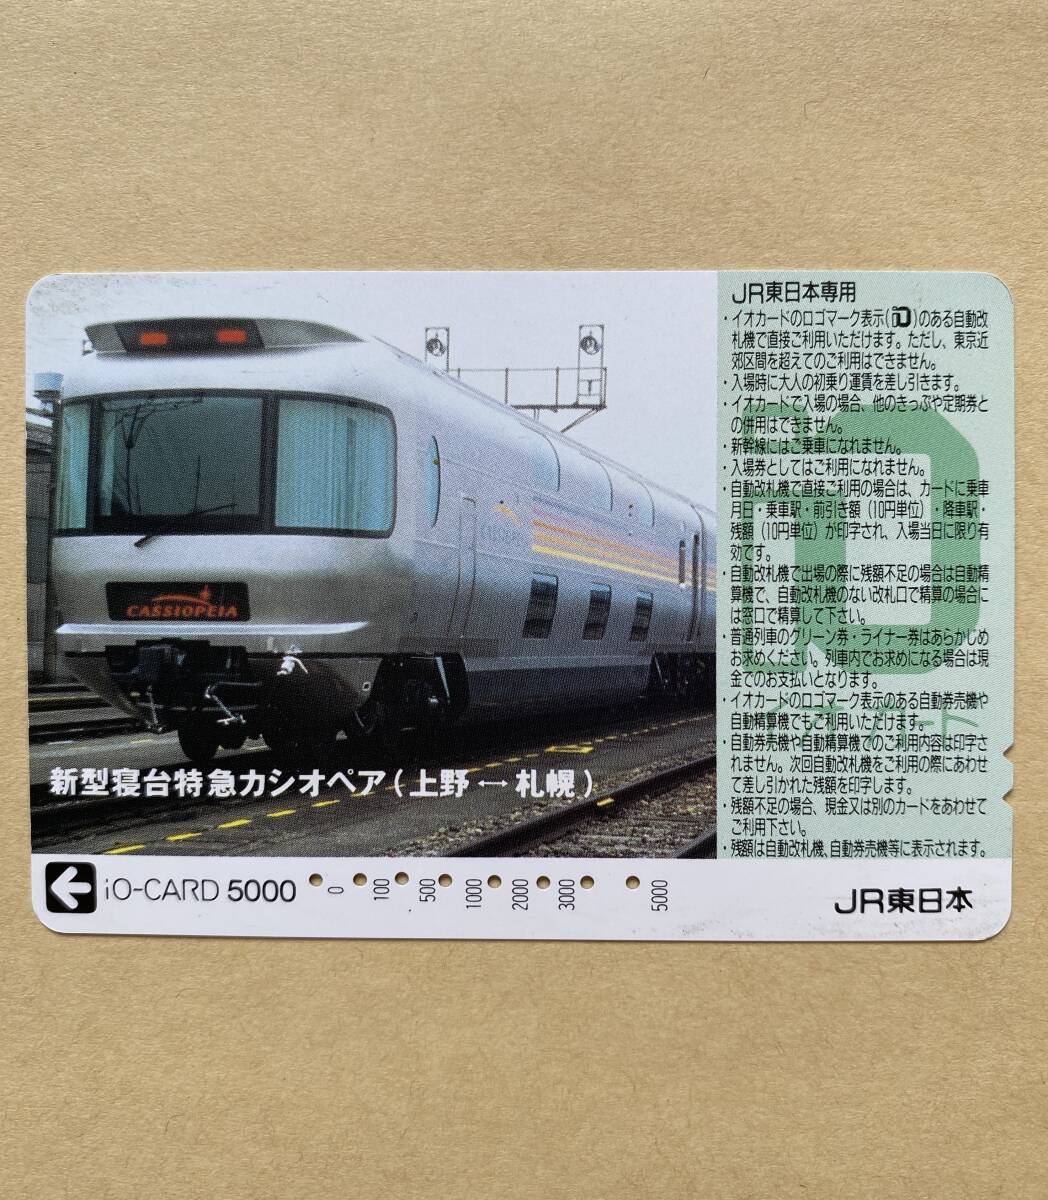 CASSIOPEIA
新型寝台特急カシオペア(上野↔札幌)
JR東日本専用
・イオカードのロゴマーク表示(iO)のある自動改
札機で直接ご利用いただけます。ただし、東京近
郊区間を超えてのご利用はできません。
・入場時に大人の初乗り運賃を差し引きます。
・イオカードで入場の場合、他のきっぷや定期券と
の併用はできません。
・新幹線にはご乗車になれません。
・入場券としてはご利用になれません。
・自動改札機で直接ご利用の場合は、カードに乗車
月日・乗車駅・前引き額(10円単位)・降車駅・
残額(10円単位)が印字され、入場当日に限り有
効です。
・自動改札機で出場の際に残額不足の場合は自動精
算機で、自動改札機のない改札口で精算の場合に
は窓口で精算して下さい。
・普通列車のグリーン券・ライナー券はあらかじめ
お求めください。列車内でお求めになる場合は現
金でのお支払いとなります。
・イオカードのロゴマーク表示のある自動券売機や
自動精算機でもご利用いただけます。
・自動券売機や自動精算機でのご利用内容は印字さ
れません。次回自動改札機をご利用の際にあわせ
て差し引かれた残額を印字します。
・残額不足の場合、現金又は別のカードをあわせて
ご利用下さい。
・残額は自動改札機、自動券売機等に表示されます。
イオカード
iO-CARD 5000
0 100 500 1000 2000 3000 5000
JR東日本